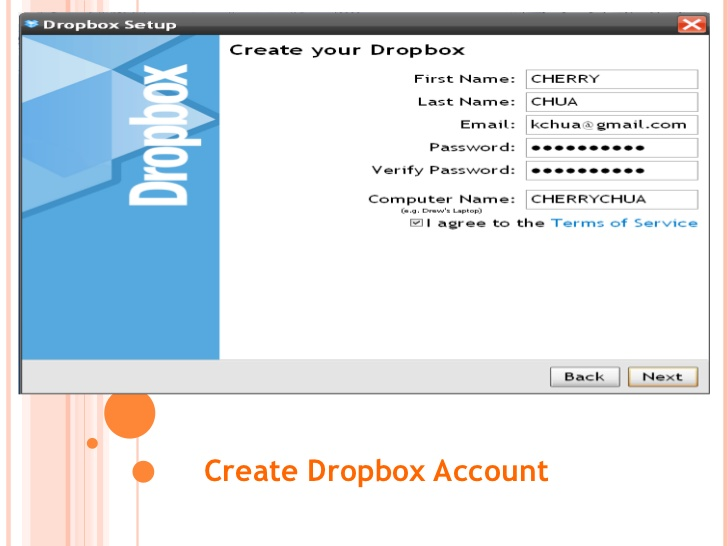 Dropbox Setup
Dropbox
Create your Dropbox
First Name: CHERRY
Last Name: CHUA
Email: kchua@gmail.com
Password: ●●●●●●●●●●
Verify Password: ●●●●●●●●●●
Computer Name: CHERRYCHUA
(e.g. Drew's Laptop)
I agree to the Terms of Service
Back Next
Create Dropbox Account